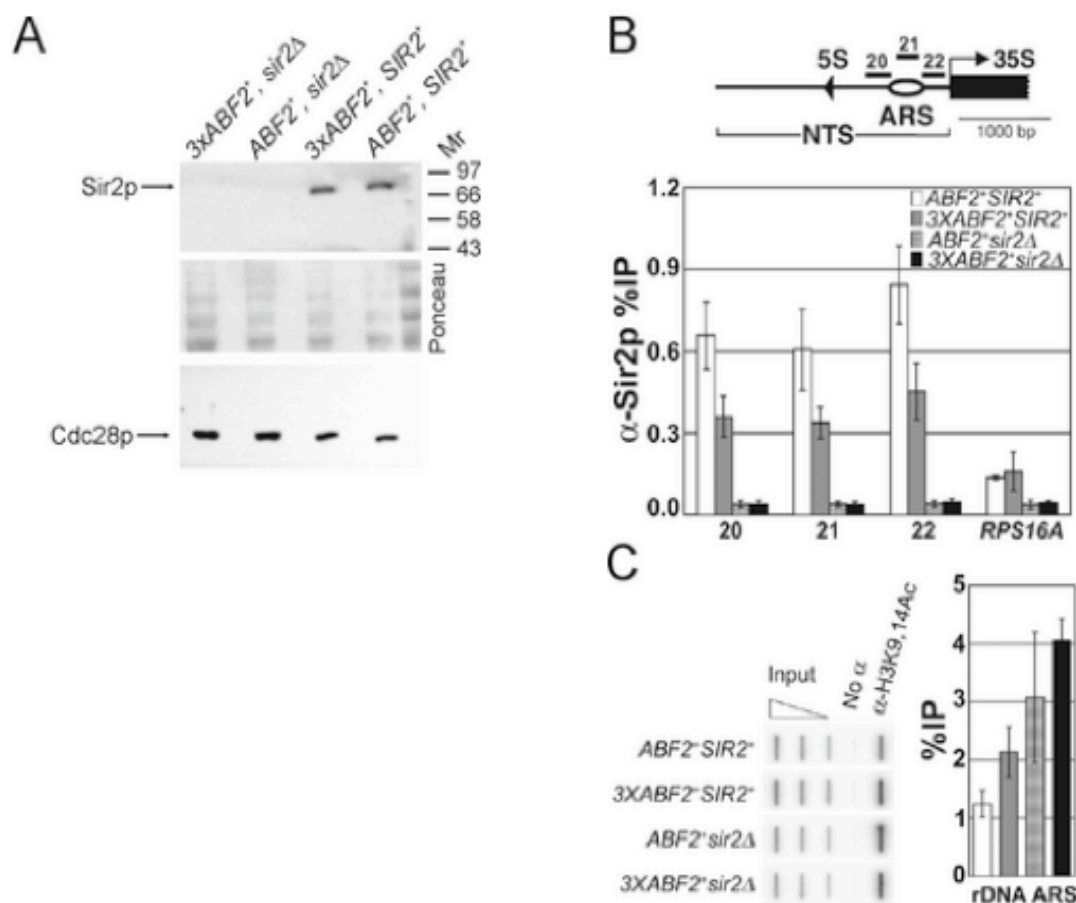 A
3xABF2⁺, sir2Δ
ABF2⁺, sir2Δ
3xABF2⁺, SIR2⁺
ABF2⁺, SIR2⁺
Mr
Sir2p
97
66
58
43
Ponceau
Cdc28p
B
5S
20
21
22
35S
ARS
NTS
1000 bp
α-Sir2p %IP
1.2
0.9
0.6
0.3
0.0
ABF2⁺SIR2⁺
3XABF2⁺SIR2⁺
ABF2⁺sir2Δ
3XABF2⁺sir2Δ
20
21
22
RPS16A
C
Input
No α
α-H3K9,14Ac
ABF2⁺SIR2⁺
3XABF2⁺SIR2⁺
ABF2⁺sir2Δ
3XABF2⁺sir2Δ
%IP
5
4
3
2
1
0
rDNA ARS